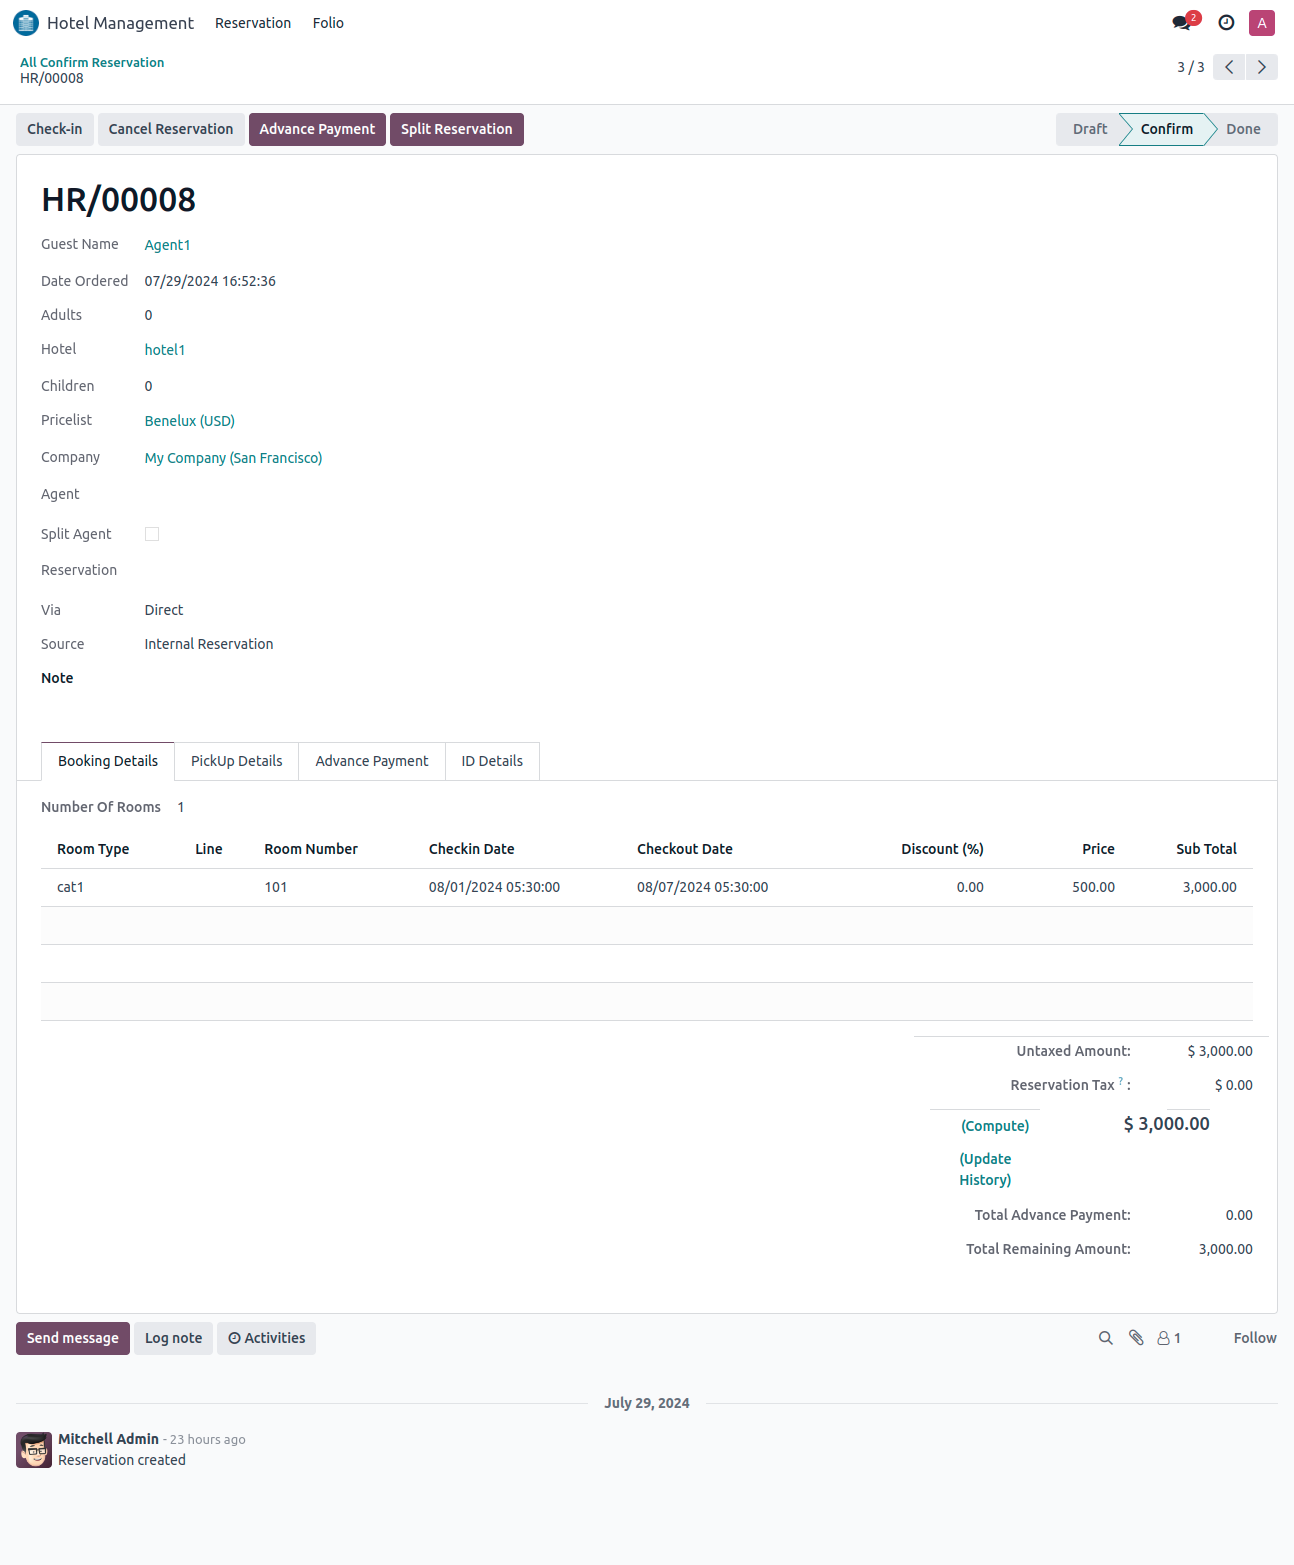 Hotel Management Reservation Folio 2 A
All Confirm Reservation
HR/00008
3 / 3
Check-in Cancel Reservation Advance Payment Split Reservation Draft Confirm Done
HR/00008
Guest Name Agent1
Date Ordered 07/29/2024 16:52:36
Adults 0
Hotel hotel1
Children 0
Pricelist Benelux (USD)
Company My Company (San Francisco)
Agent
Split Agent
Reservation
Via Direct
Source Internal Reservation
Note
Booking Details PickUp Details Advance Payment ID Details
Number Of Rooms 1
Room Type Line Room Number Checkin Date Checkout Date Discount (%) Price Sub Total
cat1 101 08/01/2024 05:30:00 08/07/2024 05:30:00 0.00 500.00 3,000.00
Untaxed Amount: $ 3,000.00
Reservation Tax ? : $ 0.00
(Compute) $ 3,000.00
(Update
History)
Total Advance Payment: 0.00
Total Remaining Amount: 3,000.00
Send message Log note Activities 1 Follow
July 29, 2024
Mitchell Admin - 23 hours ago
Reservation created